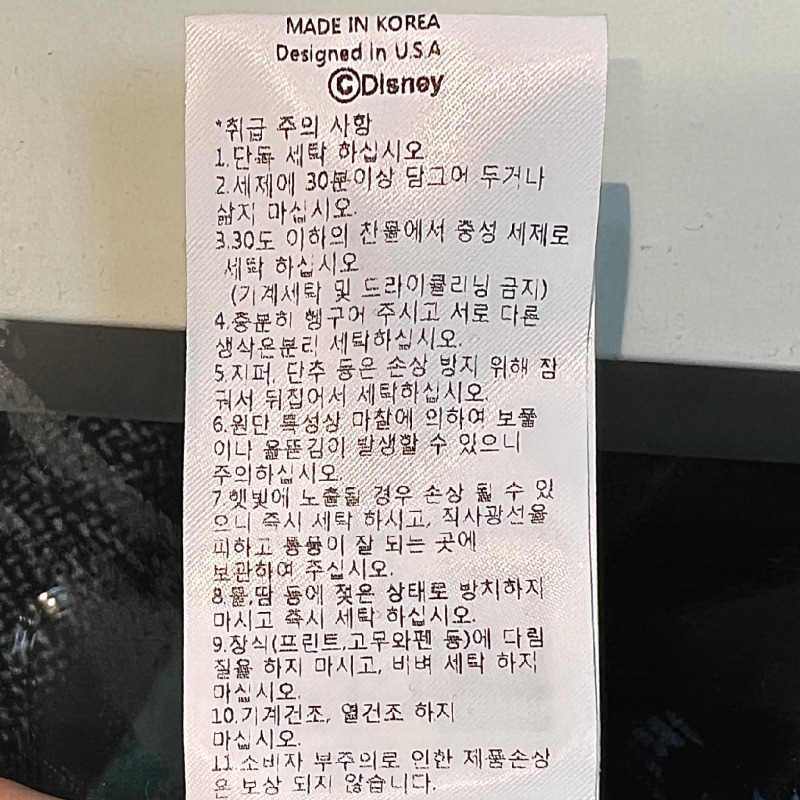 MADE IN KOREA
Designed in U.S.A
©Disney
*취급 주의 사항
1.단독 세탁 하십시오
2.세제에 30분이상 담그어 두거나
삶지 마십시오.
3.30도 이하의 찬물에서 중성 세제로
세탁 하십시오
(기계세탁 및 드라이클리닝 금지)
4.충분히 헹구어 주시고 서로 다른
생삭은분리 세탁하십시오.
5.지퍼, 단추 등은 손상 방지 위해 잠
궈서 뒤집어서 세탁하십시오.
6.원단 특성상 마찰에 의하여 보풀
이나 올뜯김이 발생할 수 있으니
주의하십시오.
7.햇빛에 노출될 경우 손상 될 수 있
으니 즉시 세탁 하시고, 직사광선을
피하고 통풍이 잘 되는 곳에
보관하여 주십시오.
8.물,땀 등에 젖은 상태로 방치하지
마시고 즉시 세탁 하십시오.
9.장식(프린트,고무와펜 등)에 다림
질을 하지 마시고, 비벼 세탁 하지
마십시오.
10.기계건조, 열건조 하지
마십시오.
11.소비자 부주의로 인한 제품손상
은 보상 되지 않습니다.